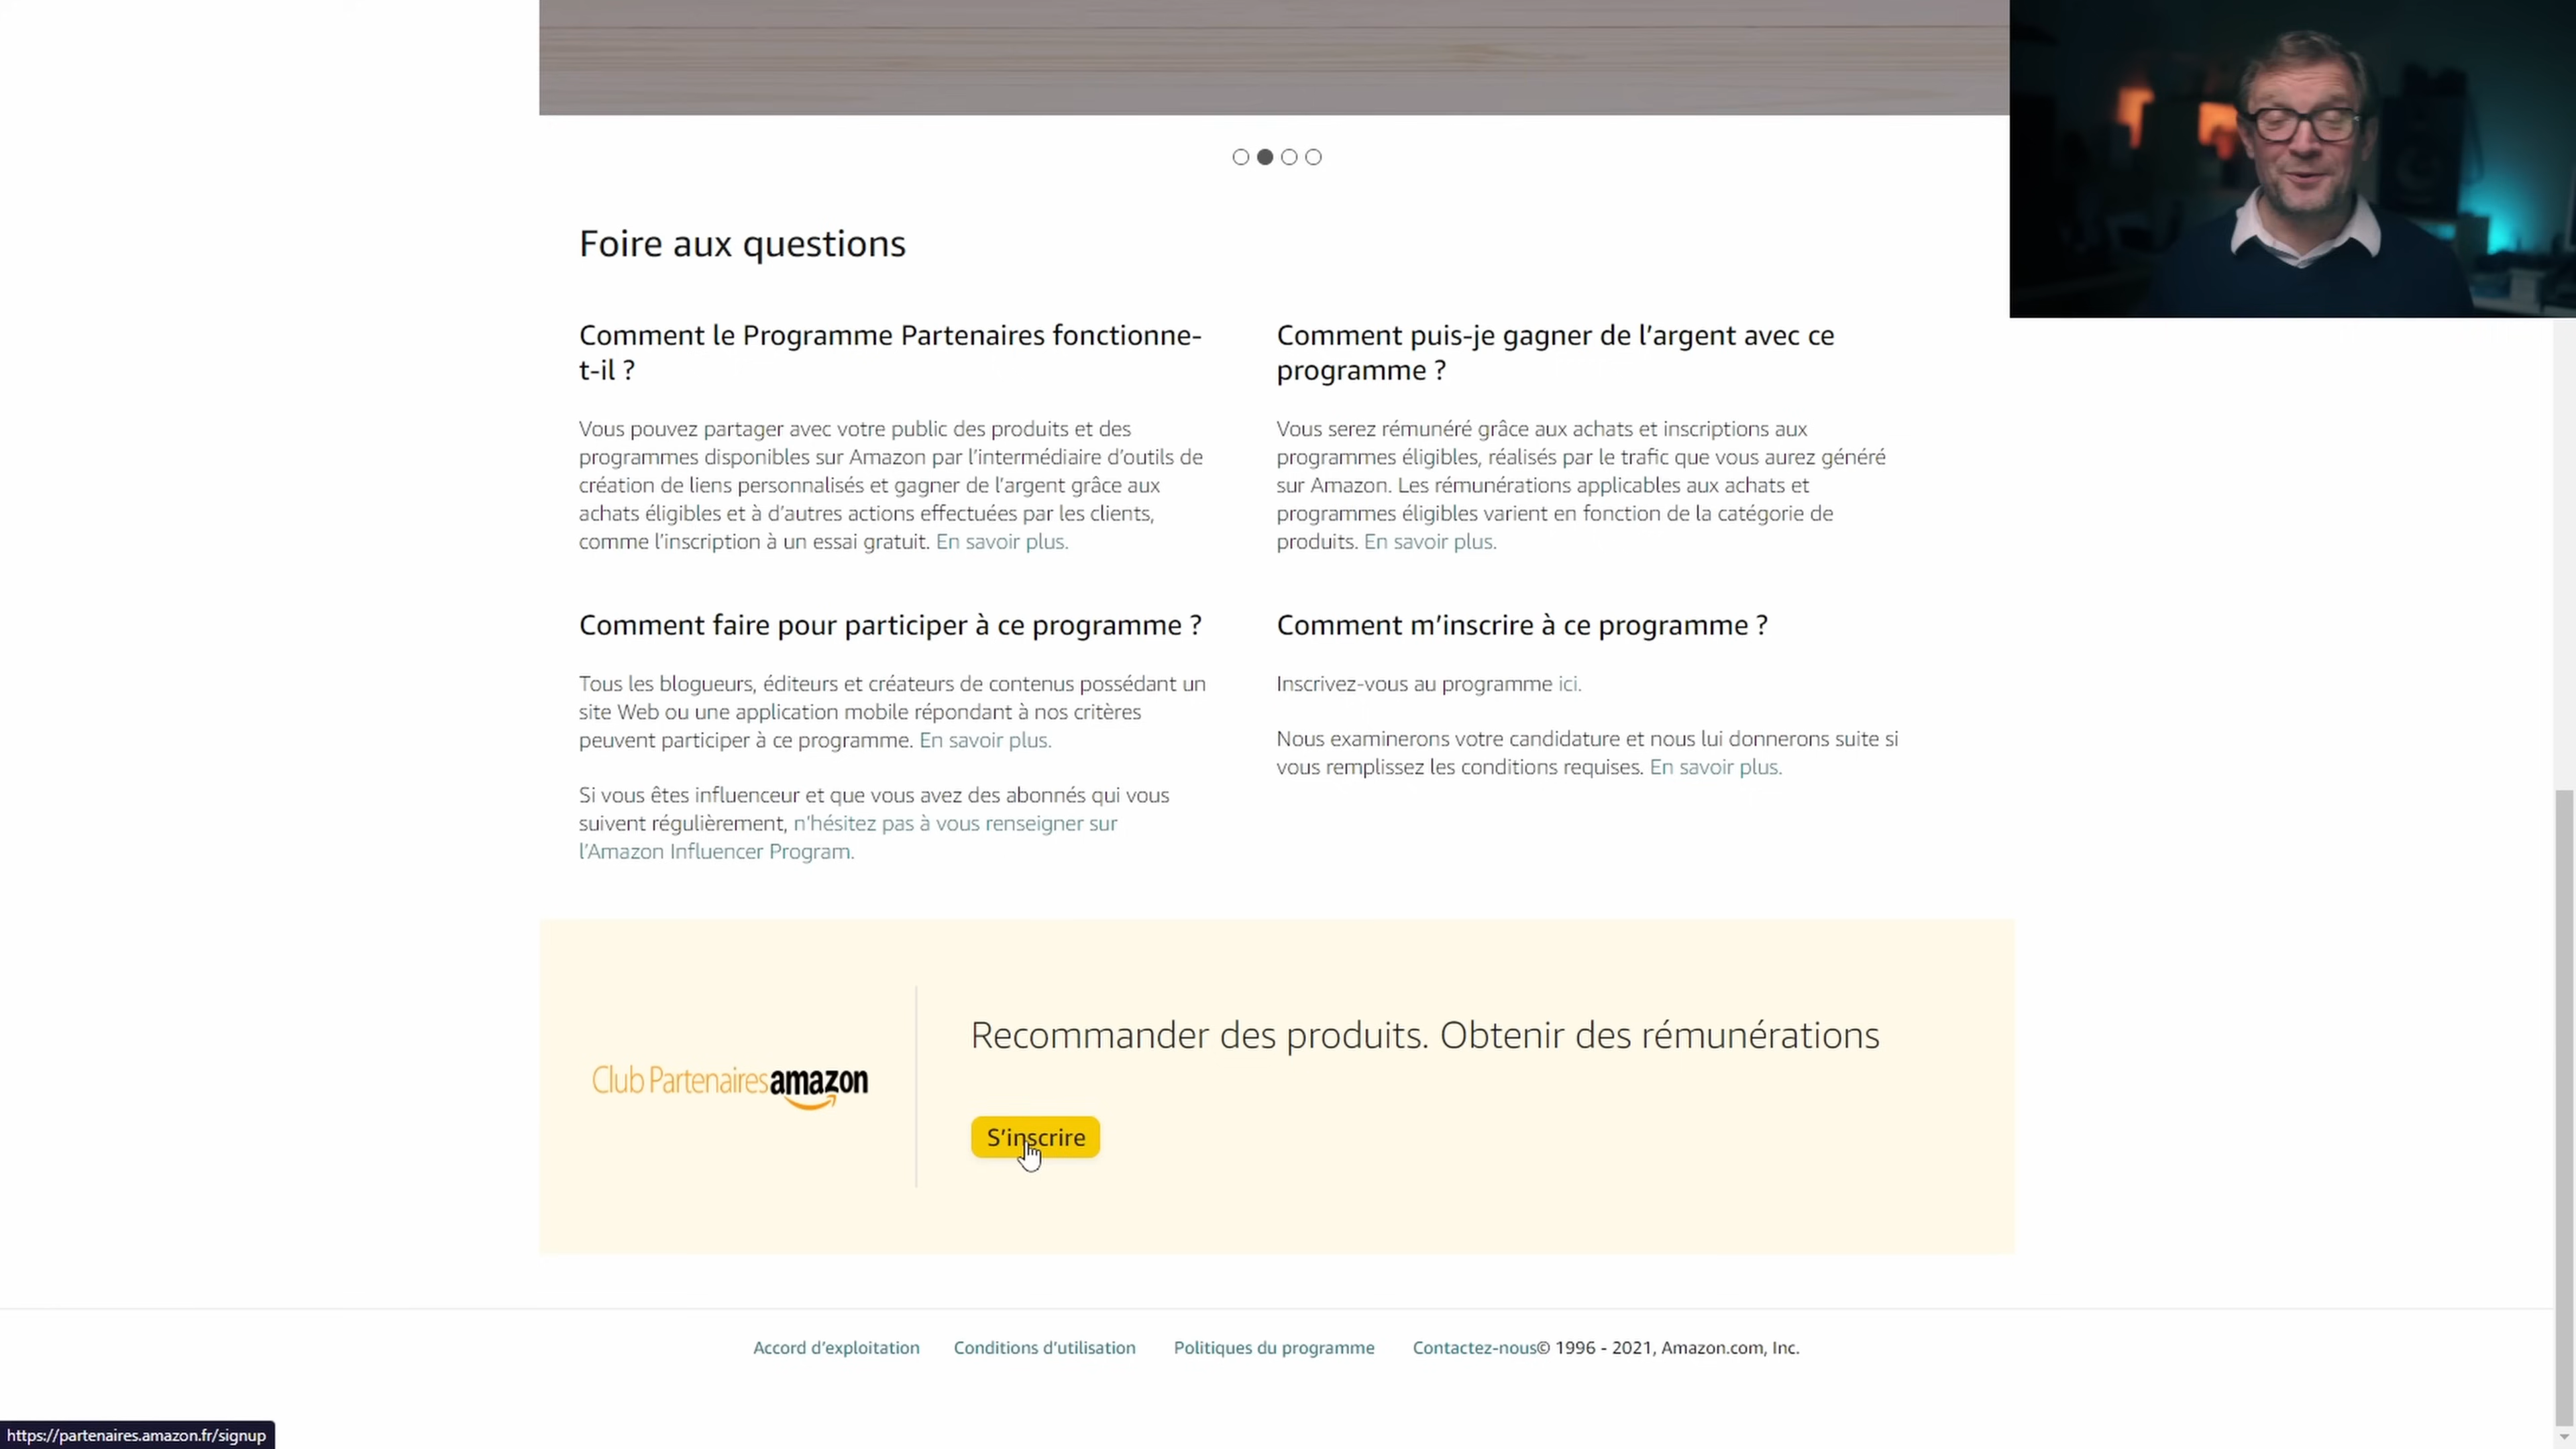 Foire aux questions
Comment le Programme Partenaires fonctionne-
t-il ?
Vous pouvez partager avec votre public des produits et des
programmes disponibles sur Amazon par l’intermédiaire d’outils de
création de liens personnalisés et gagner de l’argent grâce aux
achats éligibles et à d’autres actions effectuées par les clients,
comme l’inscription à un essai gratuit. En savoir plus.
Comment puis-je gagner de l’argent avec ce
programme ?
Vous serez rémunéré grâce aux achats et inscriptions aux
programmes éligibles, réalisés par le trafic que vous aurez généré
sur Amazon. Les rémunérations applicables aux achats et
programmes éligibles varient en fonction de la catégorie de
produits. En savoir plus.
Comment faire pour participer à ce programme ?
Tous les blogueurs, éditeurs et créateurs de contenus possédant un
site Web ou une application mobile répondant à nos critères
peuvent participer à ce programme. En savoir plus.
Si vous êtes influenceur et que vous avez des abonnés qui vous
suivent régulièrement, n’hésitez pas à vous renseigner sur
l’Amazon Influencer Program.
Comment m’inscrire à ce programme ?
Inscrivez-vous au programme ici.
Nous examinerons votre candidature et nous lui donnerons suite si
vous remplissez les conditions requises. En savoir plus.
Club Partenaires amazon
Recommander des produits. Obtenir des rémunérations
S’inscrire
Accord d’exploitation Conditions d’utilisation Politiques du programme Contactez-nous© 1996 - 2021, Amazon.com, Inc.
https://partenaires.amazon.fr/signup